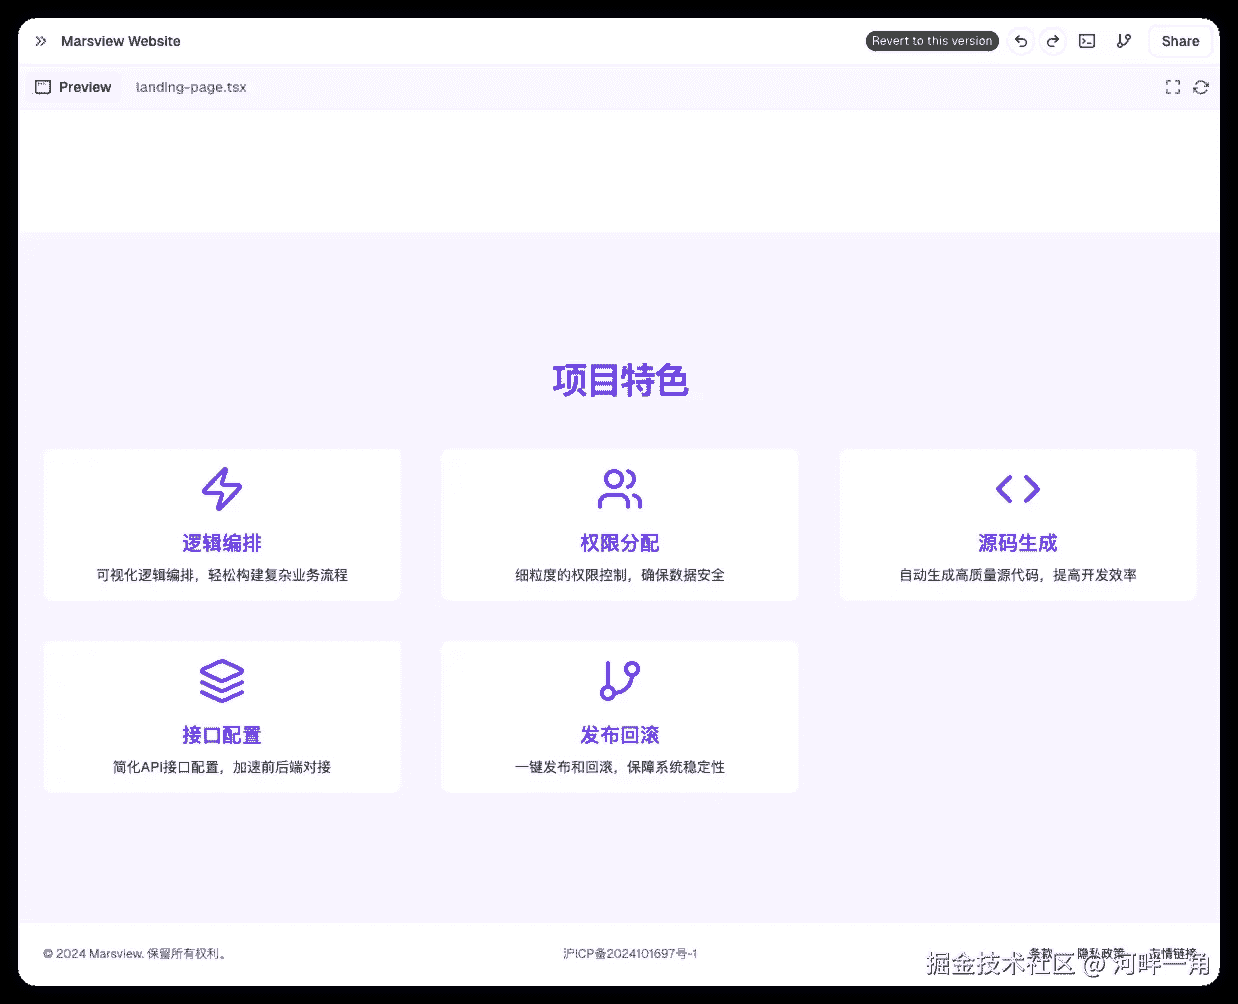 Marsview Website
Revert to this version
Share
Preview
landing-page.tsx
项目特色
逻辑编排
可视化逻辑编排，轻松构建复杂业务流程
权限分配
细粒度的权限控制，确保数据安全
源码生成
自动生成高质量源代码，提高开发效率
接口配置
简化API接口配置，加速前后端对接
发布回滚
一键发布和回滚，保障系统稳定性
© 2024 Marsview. 保留所有权利。
沪ICP备2024101697号-1
条款
隐私政策
友情链接
掘金技术社区 @ 河畔一角